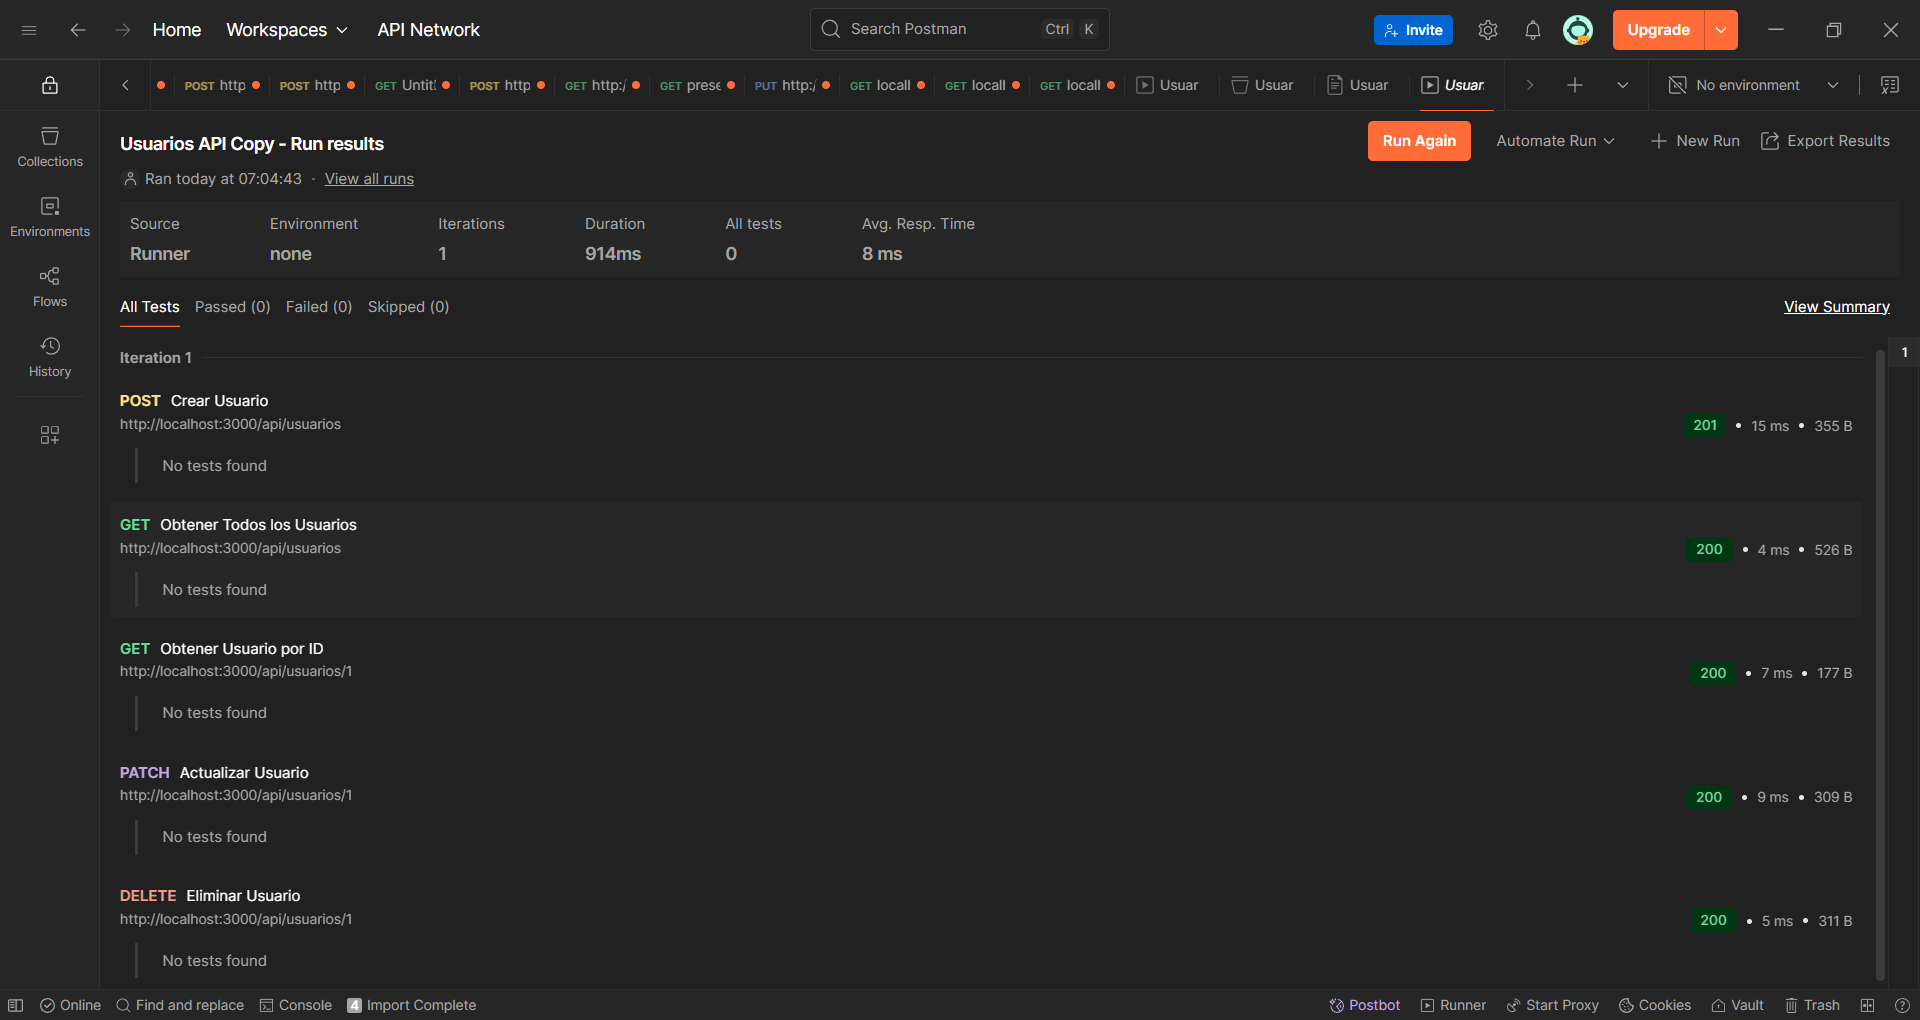 Home Workspaces API Network Search Postman Ctrl K Invite Upgrade
POST http POST http GET Untit POST http GET http:/ GET prese PUT http:/ GET locall GET locall GET locall Usuar Usuar Usuar Usuar No environment
Collections
Environments
Flows
History
Usuarios API Copy - Run results
Run Again Automate Run New Run Export Results
Ran today at 07:04:43 · View all runs
Source Environment Iterations Duration All tests Avg. Resp. Time
Runner none 1 914ms 0 8 ms
All Tests Passed (0) Failed (0) Skipped (0) View Summary
Iteration 1 1
POST Crear Usuario
http://localhost:3000/api/usuarios
201 • 15 ms • 355 B
No tests found
GET Obtener Todos los Usuarios
http://localhost:3000/api/usuarios
200 • 4 ms • 526 B
No tests found
GET Obtener Usuario por ID
http://localhost:3000/api/usuarios/1
200 • 7 ms • 177 B
No tests found
PATCH Actualizar Usuario
http://localhost:3000/api/usuarios/1
200 • 9 ms • 309 B
No tests found
DELETE Eliminar Usuario
http://localhost:3000/api/usuarios/1
200 • 5 ms • 311 B
No tests found
Online Find and replace Console 4 Import Complete Postbot Runner Start Proxy Cookies Vault Trash